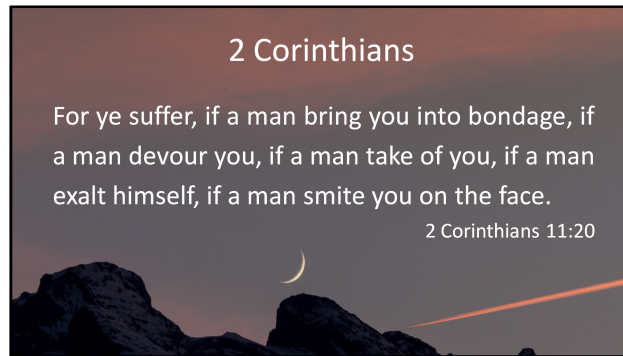 2 Corinthians
For ye suffer, if a man bring you into bondage, if
a man devour you, if a man take of you, if a man
exalt himself, if a man smite you on the face.
2 Corinthians 11:20